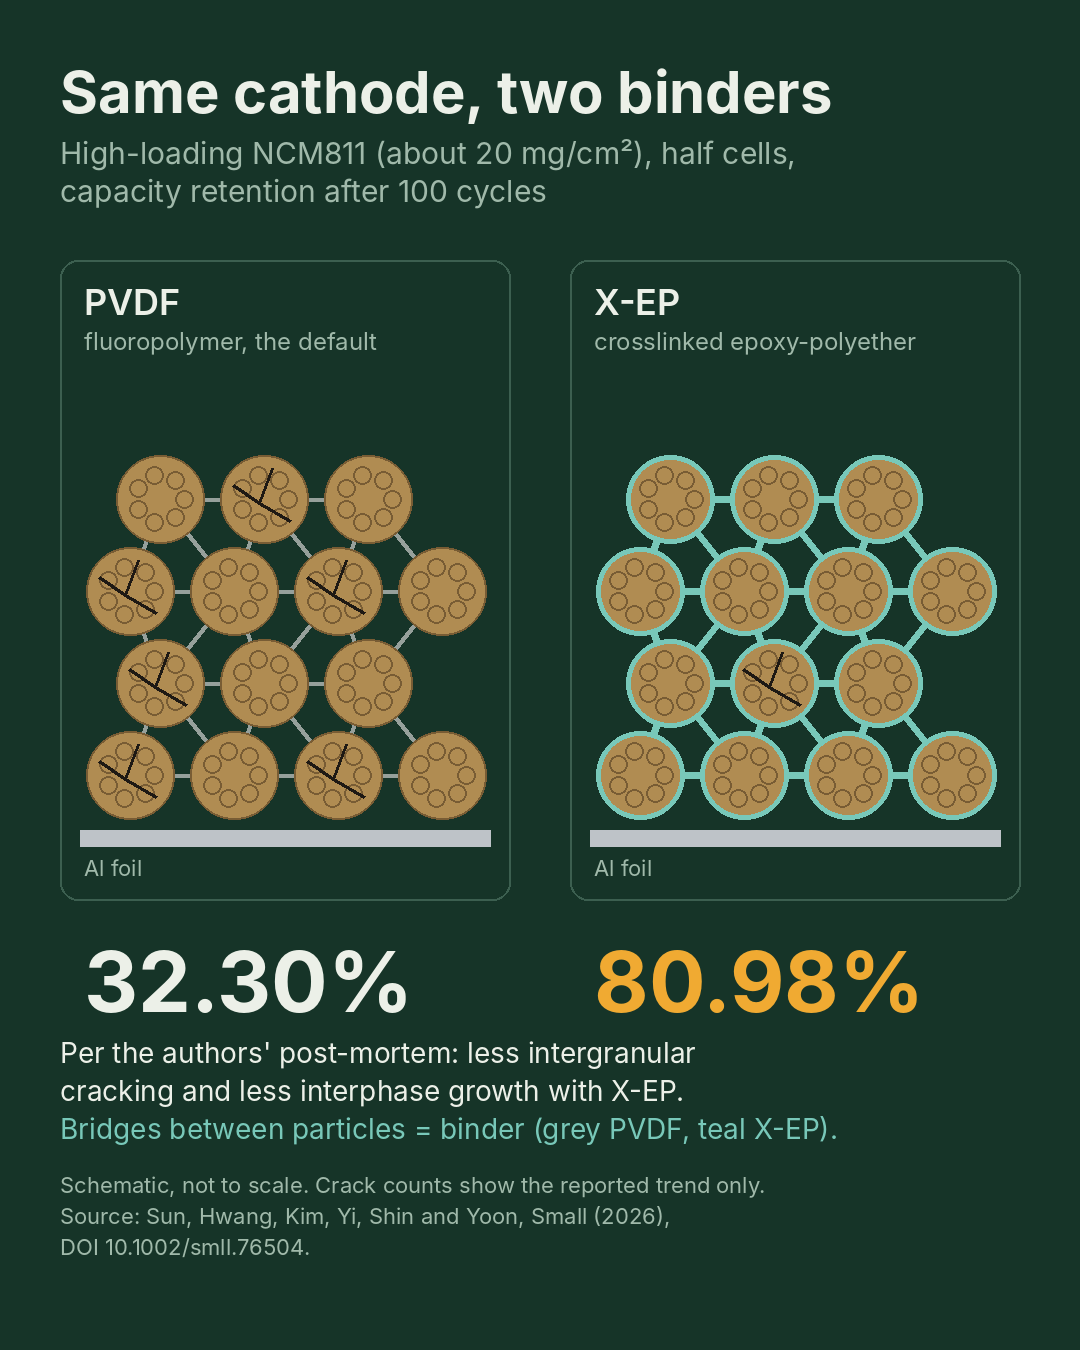 Same cathode, two binders
High-loading NCM811 (about 20 mg/cm²), half cells,
capacity retention after 100 cycles
PVDF
fluoropolymer, the default
Al foil
X-EP
crosslinked epoxy-polyether
Al foil
32.30%
80.98%
Per the authors' post-mortem: less intergranular
cracking and less interphase growth with X-EP.
Bridges between particles = binder (grey PVDF, teal X-EP).
Schematic, not to scale. Crack counts show the reported trend only.
Source: Sun, Hwang, Kim, Yi, Shin and Yoon, Small (2026),
DOI 10.1002/smll.76504.